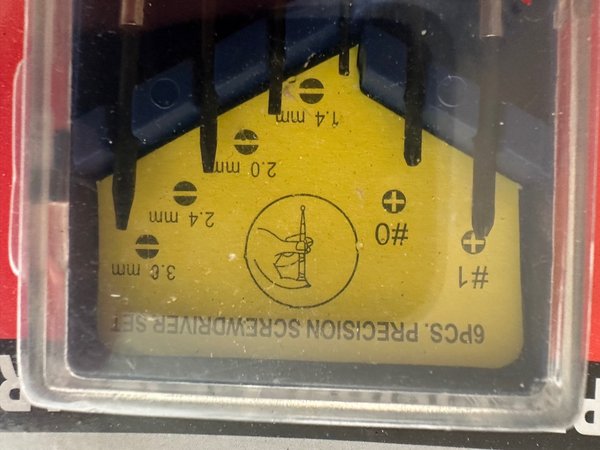 6PCS. PRECISION SCREWDRIVER SET
#1
3.0 mm
#0
2.4 mm
2.0 mm
1.4 mm